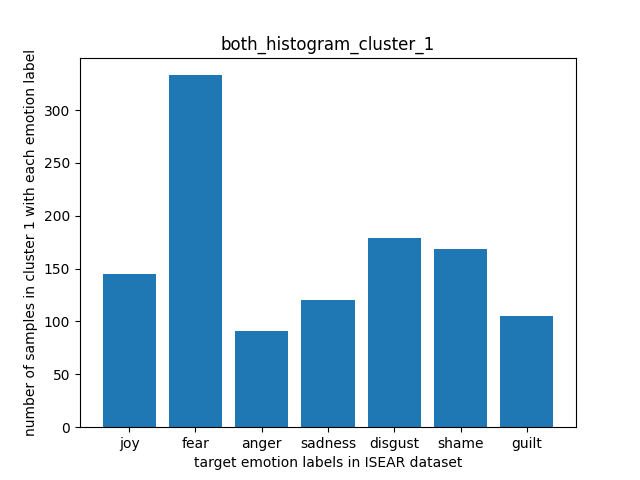 both_histogram_cluster_1
number of samples in cluster 1 with each emotion label
300
250
200
150
100
50
0
joy fear anger sadness disgust shame guilt
target emotion labels in ISEAR dataset